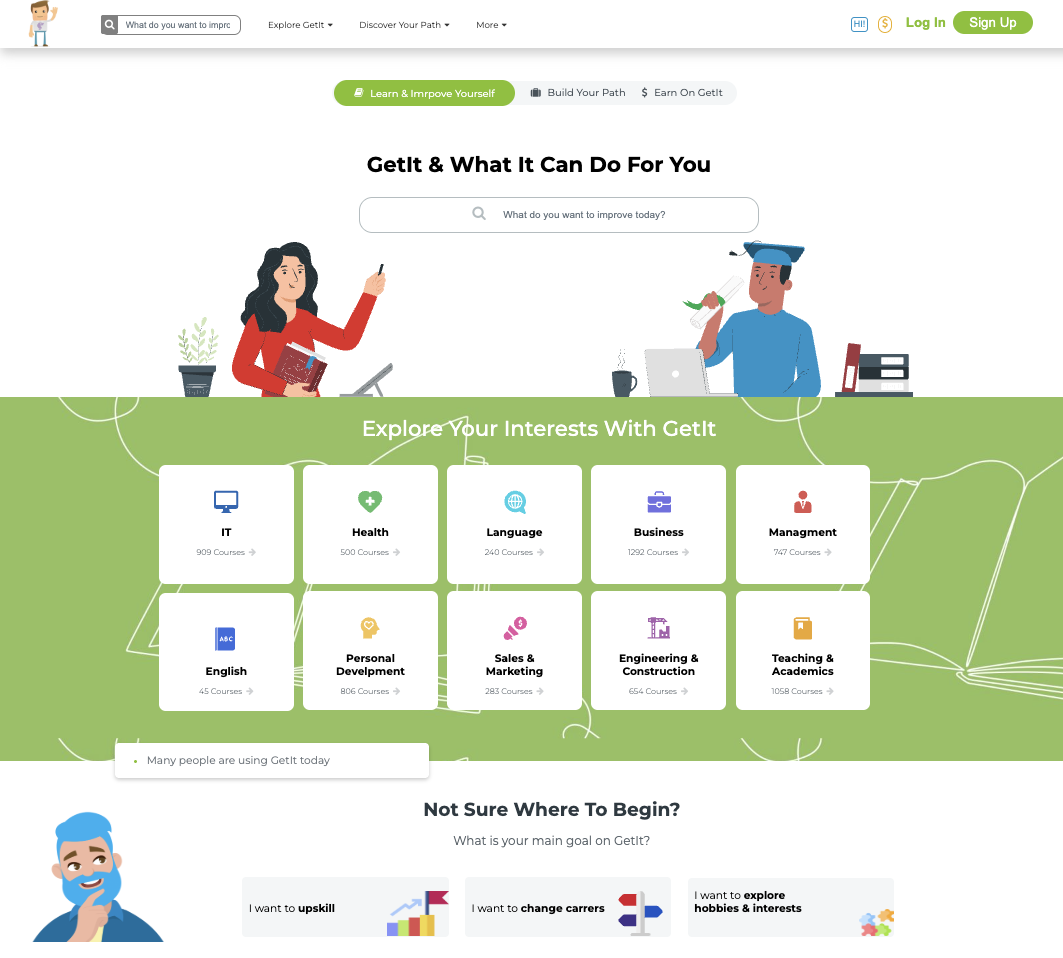 What do you want to impro
Explore GetIt
Discover Your Path
More
HI!
$
Log In
Sign Up
Learn & Imrpove Yourself
Build Your Path
$ Earn On GetIt
GetIt & What It Can Do For You
What do you want to improve today?
Explore Your Interests With GetIt
IT
909 Courses
Health
500 Courses
Language
240 Courses
Business
1292 Courses
Managment
747 Courses
ABC
English
45 Courses
Personal
Develpment
806 Courses
$
Sales &
Marketing
283 Courses
Engineering &
Construction
654 Courses
Teaching &
Academics
1058 Courses
Many people are using GetIt today
Not Sure Where To Begin?
What is your main goal on GetIt?
I want to upskill
I want to change carrers
I want to explore
hobbies & interests